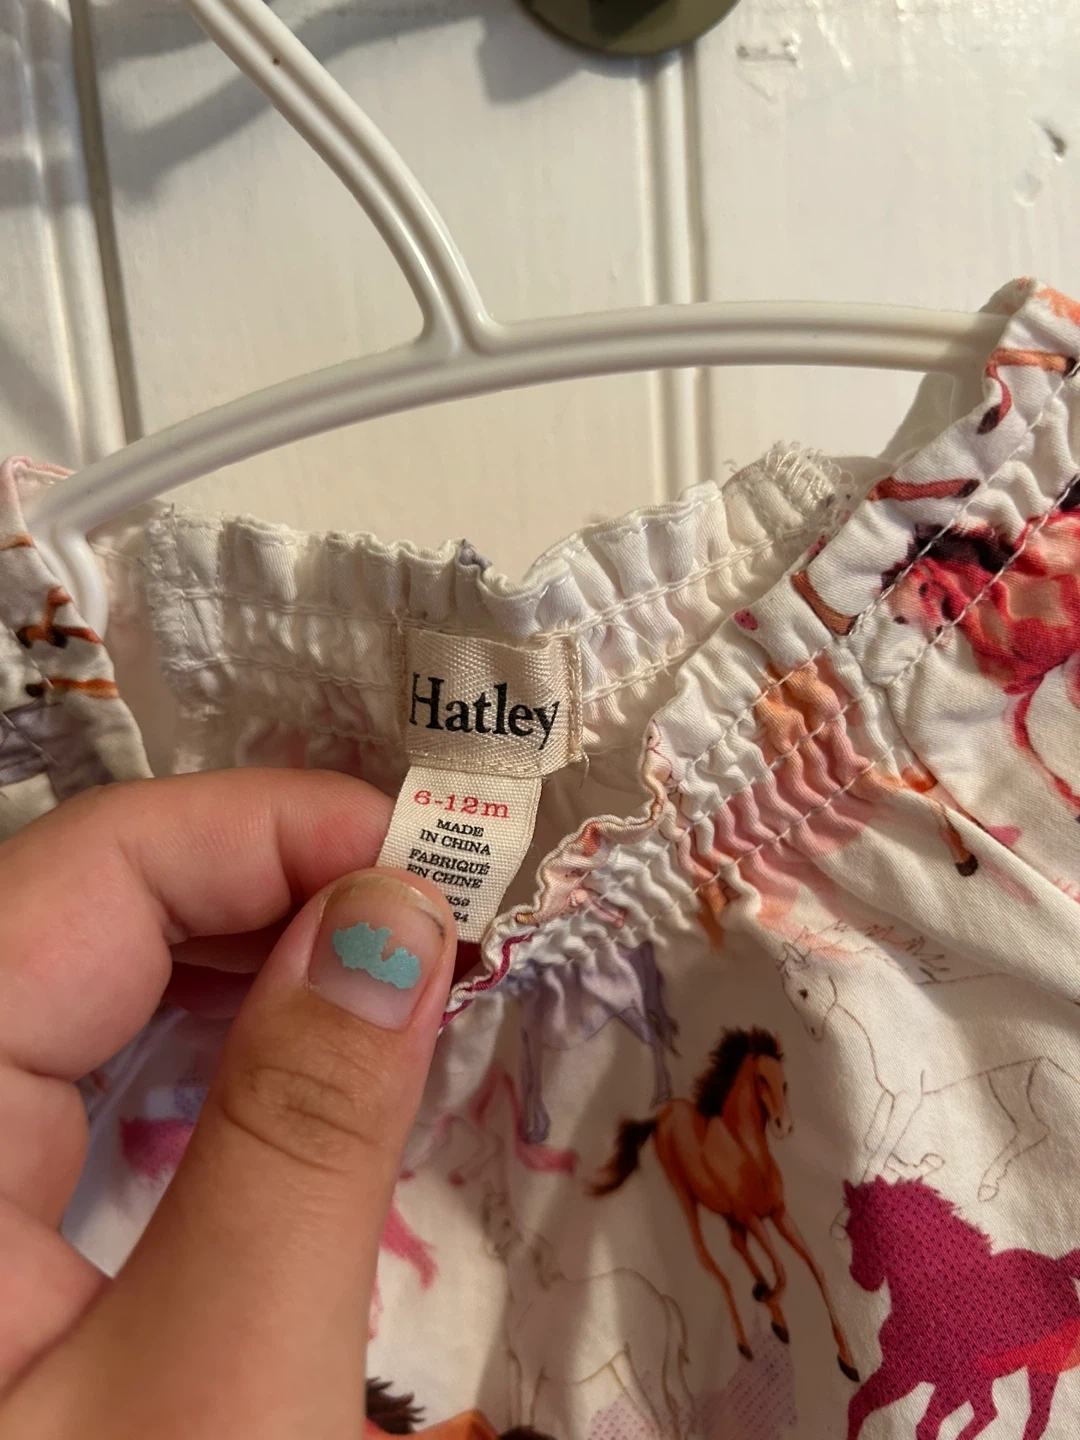 Hatley
6-12m
MADE
IN CHINA
FABRIQUÉ
EN CHINE